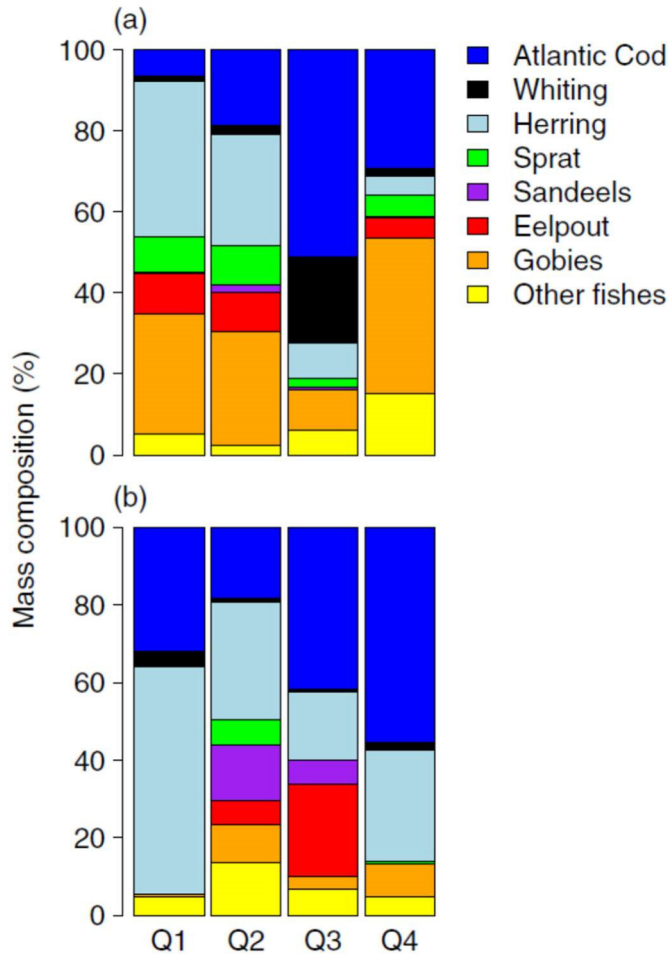 (a)
100
80
60
40
20
0
Atlantic Cod
Whiting
Herring
Sprat
Sandeels
Eelpout
Gobies
Other fishes
Mass composition (%)
(b)
100
80
60
40
20
0
Q1 Q2 Q3 Q4